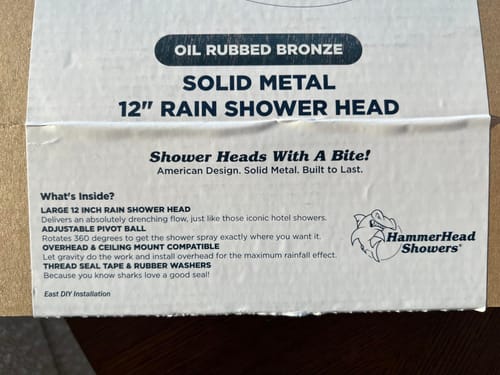 OIL RUBBED BRONZE
SOLID METAL
12" RAIN SHOWER HEAD
Shower Heads With A Bite!
American Design. Solid Metal. Built to Last.
What's Inside?
LARGE 12 INCH RAIN SHOWER HEAD
Delivers an absolutely drenching flow, just like those iconic hotel showers.
ADJUSTABLE PIVOT BALL
Rotates 360 degrees to get the shower spray exactly where you want it.
OVERHEAD & CEILING MOUNT COMPATIBLE
Let gravity do the work and install overhead for the maximum rainfall effect.
THREAD SEAL TAPE & RUBBER WASHERS
Because you know sharks love a good seal!
East DIY Installation
HammerHead
Showers®